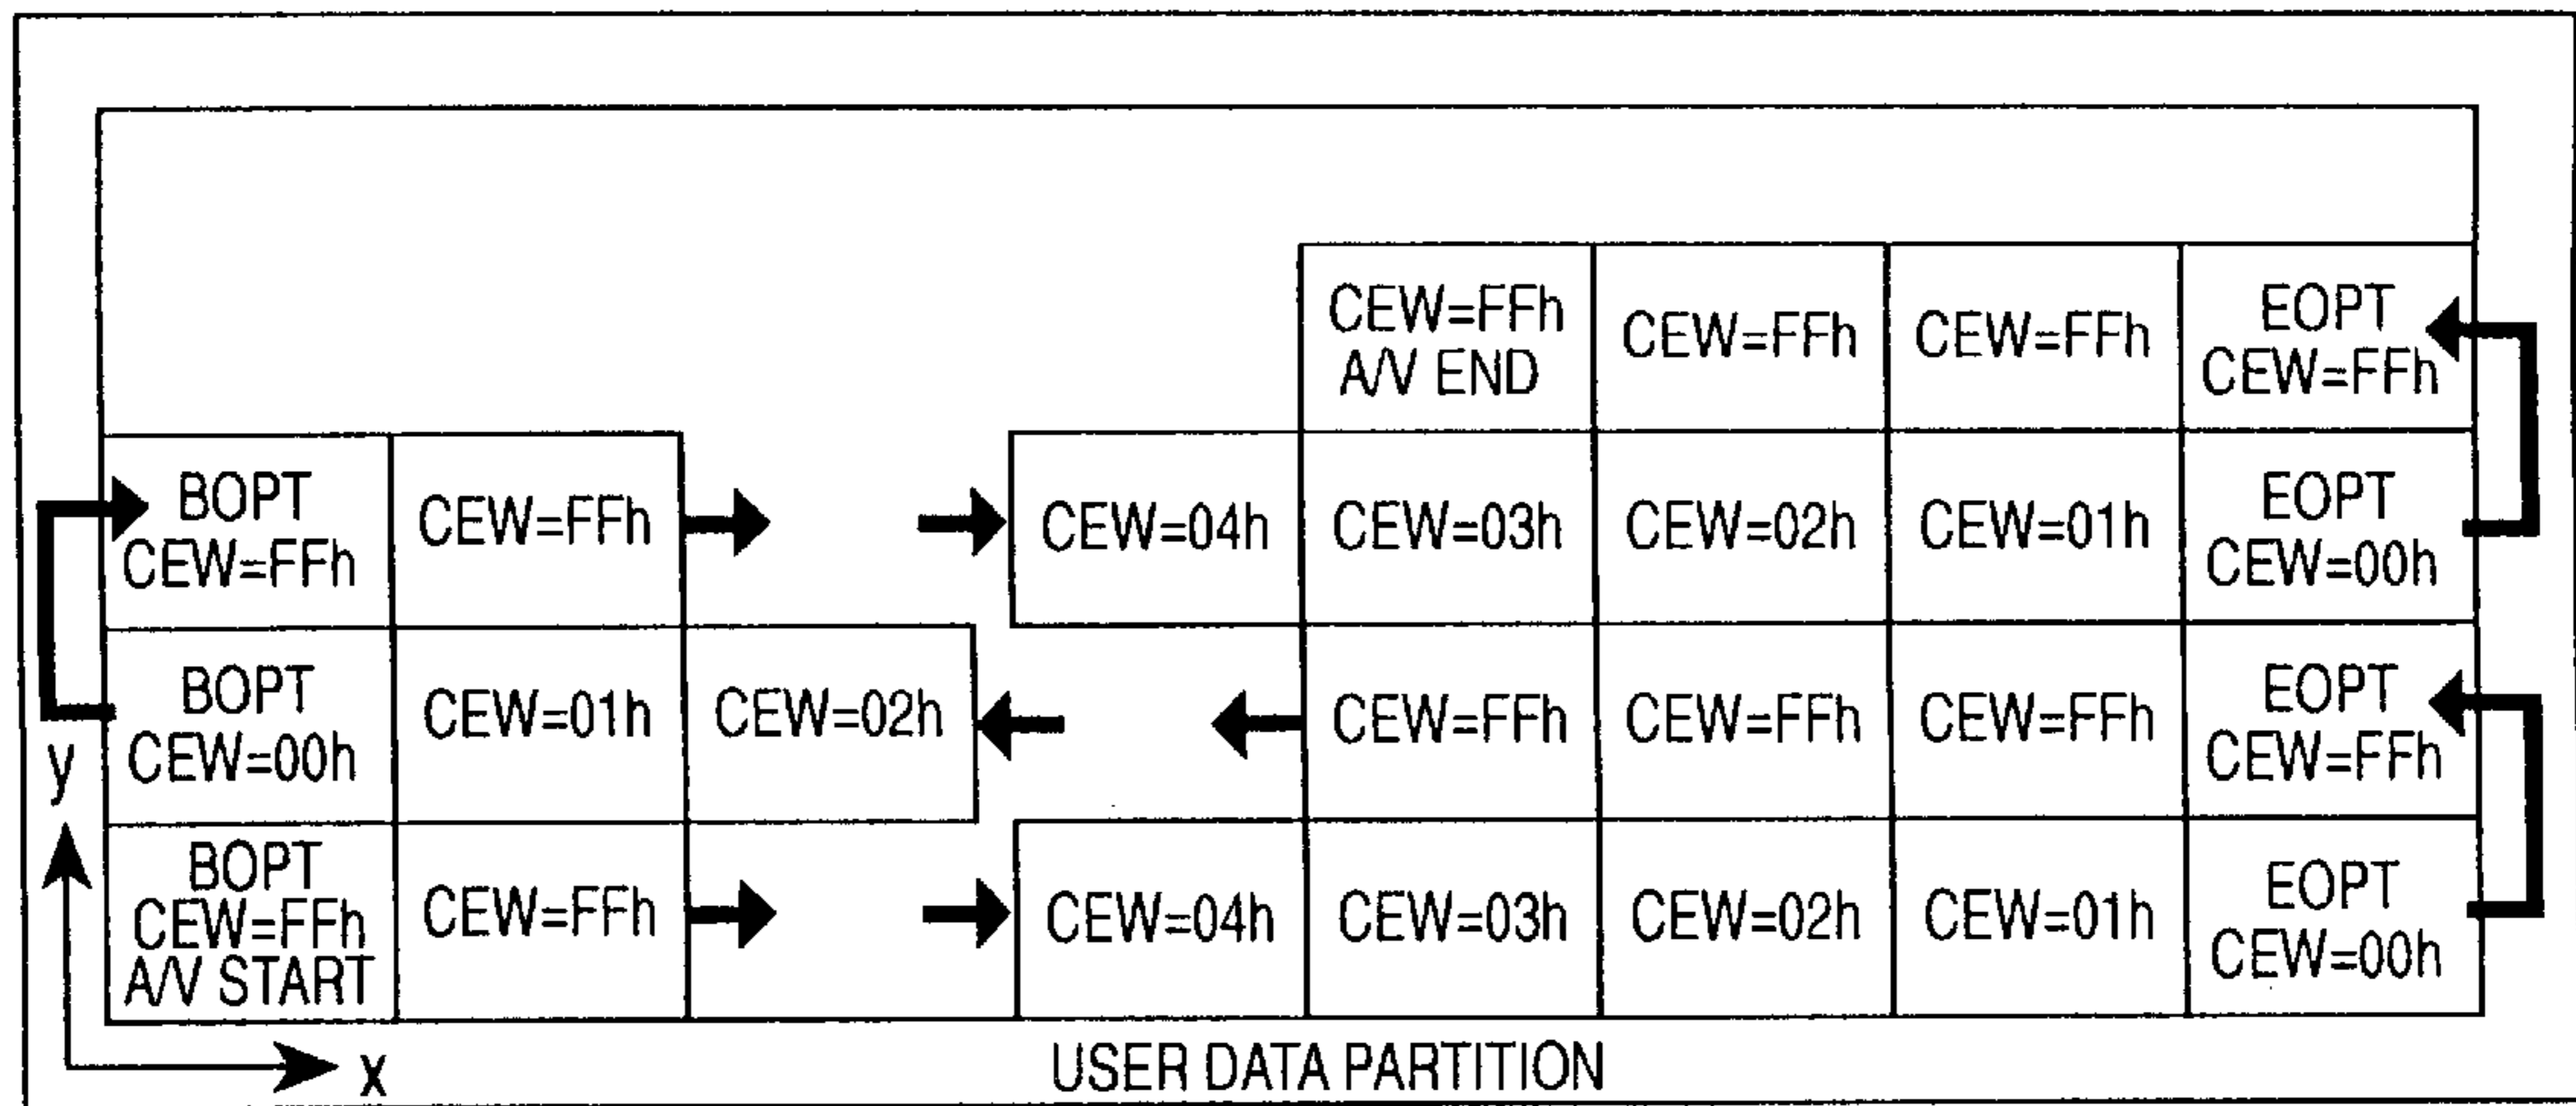 CEW=FFh
A/V END
CEW=FFh
CEW=FFh
EOPT
CEW=FFh
BOPT
CEW=FFh
CEW=FFh
CEW=04h
CEW=03h
CEW=02h
CEW=01h
EOPT
CEW=00h
BOPT
CEW=00h
CEW=01h
CEW=02h
CEW=FFh
CEW=FFh
CEW=FFh
EOPT
CEW=FFh
y
BOPT
CEW=FFh
A/V START
CEW=FFh
CEW=04h
CEW=03h
CEW=02h
CEW=01h
EOPT
CEW=00h
x
USER DATA PARTITION